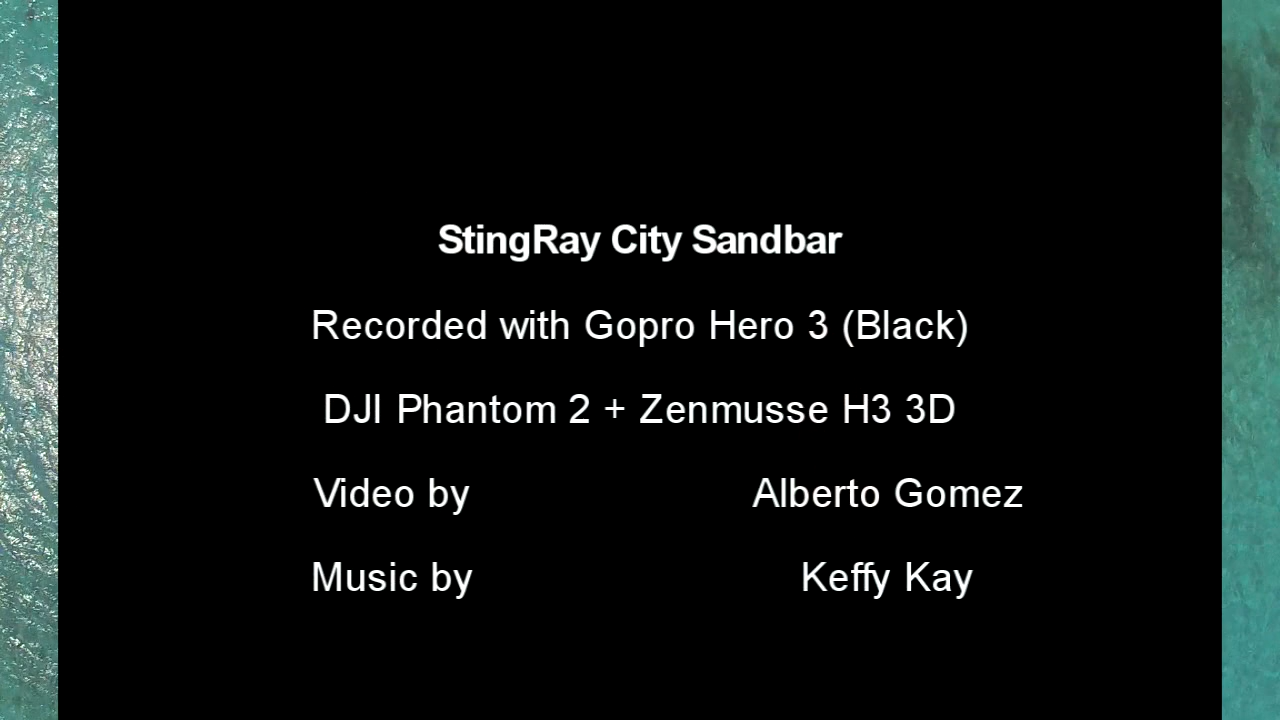 StingRay City Sandbar
Recorded with Gopro Hero 3 (Black)
DJI Phantom 2 + Zenmusse H3 3D
Video by Alberto Gomez
Music by Keffy Kay